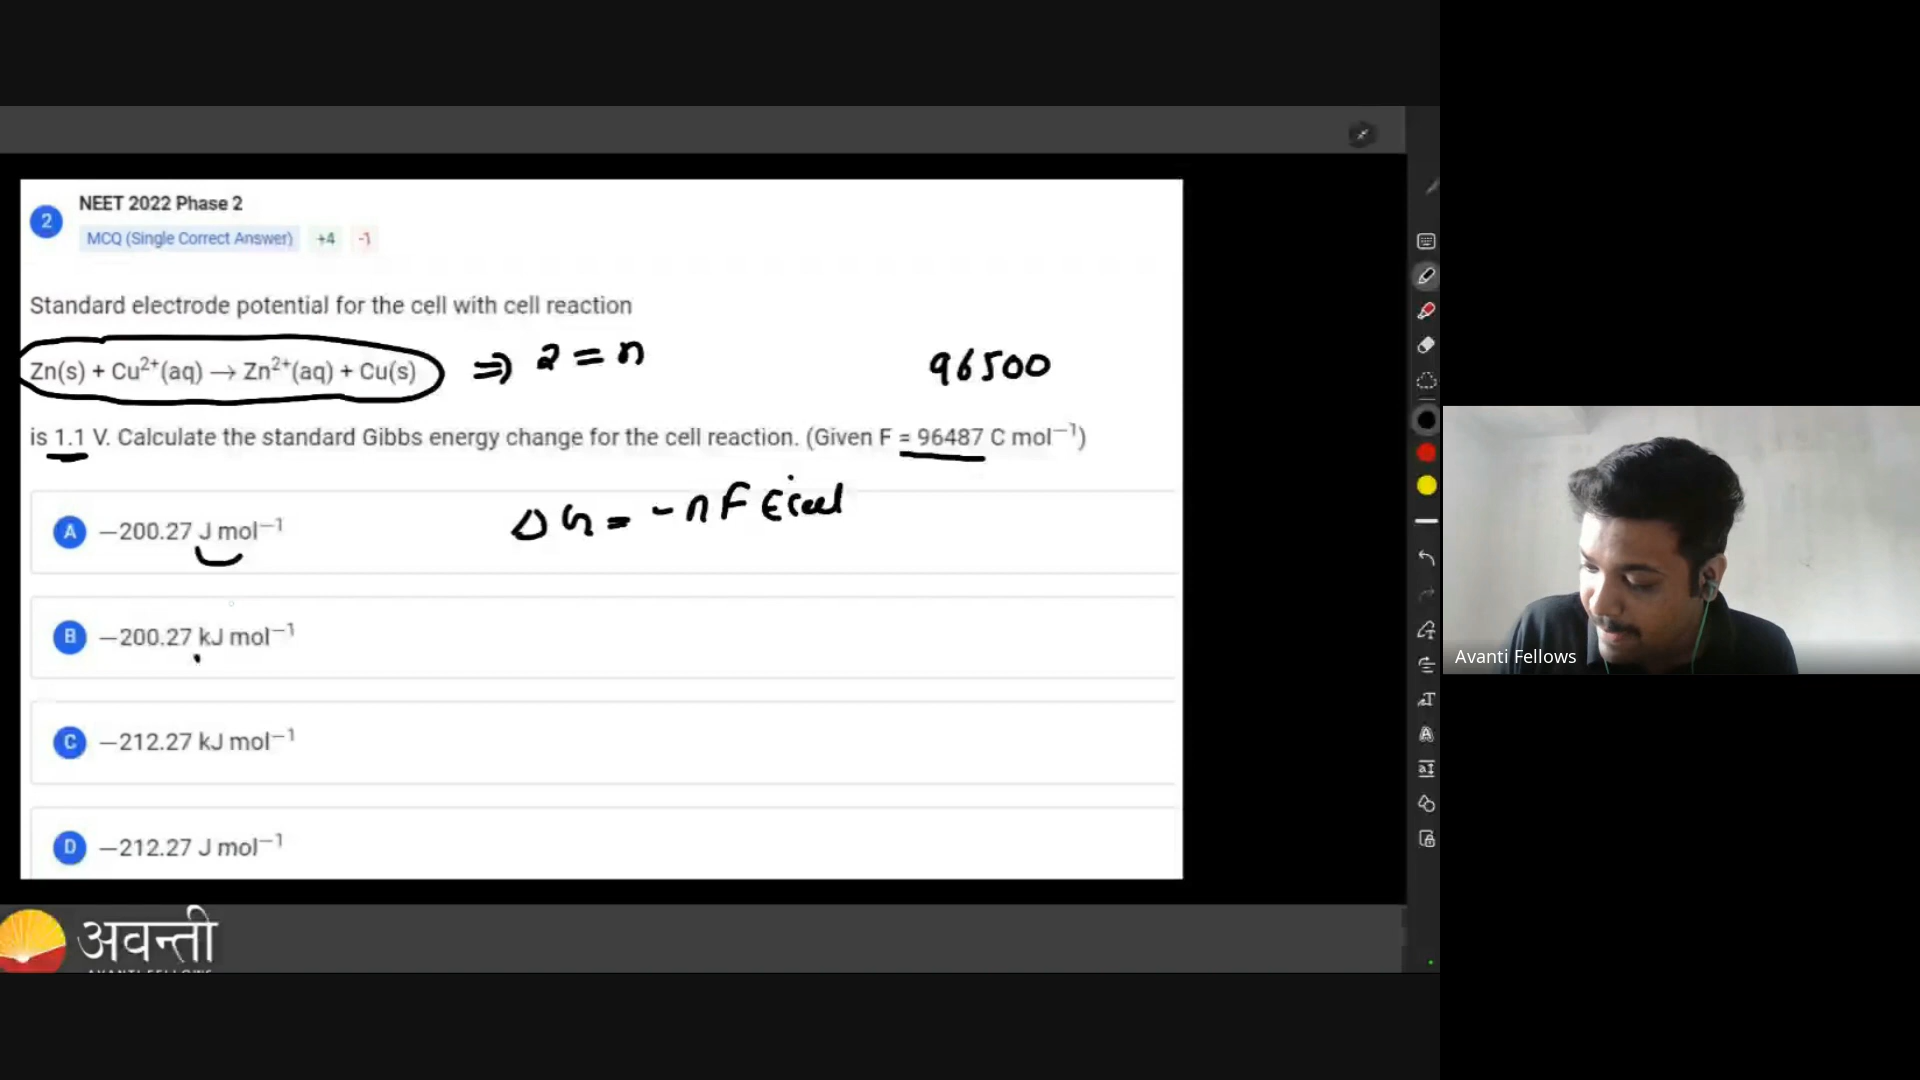 2
NEET 2022 Phase 2
MCQ (Single Correct Answer) +4 -1
Standard electrode potential for the cell with cell reaction
Zn(s) + Cu²⁺(aq) → Zn²⁺(aq) + Cu(s) ⇒ 2 = n 96500
is 1.1 V. Calculate the standard Gibbs energy change for the cell reaction. (Given F = 96487 C mol⁻¹)
ΔG = -nFE°cell
A −200.27 J mol⁻¹
B −200.27 kJ mol⁻¹
C −212.27 kJ mol⁻¹
D −212.27 J mol⁻¹
अवन्ती
Avanti Fellows